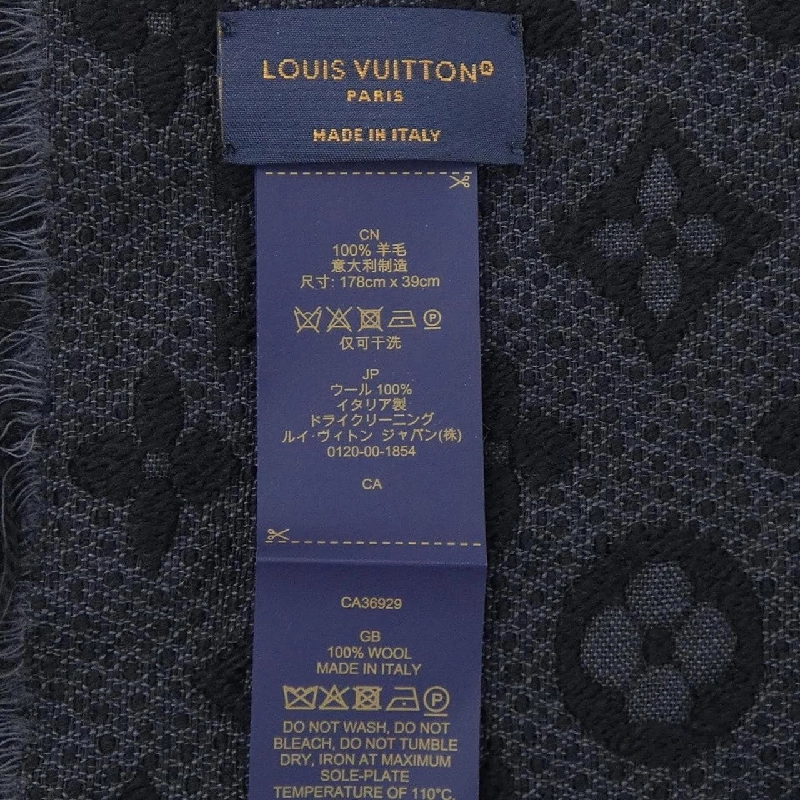 LOUIS VUITTON®
PARIS
MADE IN ITALY
CN
100% 羊毛
意大利制造
尺寸: 178cm x 39cm
P
仅可干洗
JP
ウール 100%
イタリア製
ドライクリーニング
ルイ·ヴィトン ジャパン(株)
0120-00-1854
CA
CA36929
GB
100% WOOL
MADE IN ITALY
P
DO NOT WASH, DO NOT
BLEACH, DO NOT TUMBLE
DRY, IRON AT MAXIMUM
SOLE-PLATE
TEMPERATURE OF 110°C,